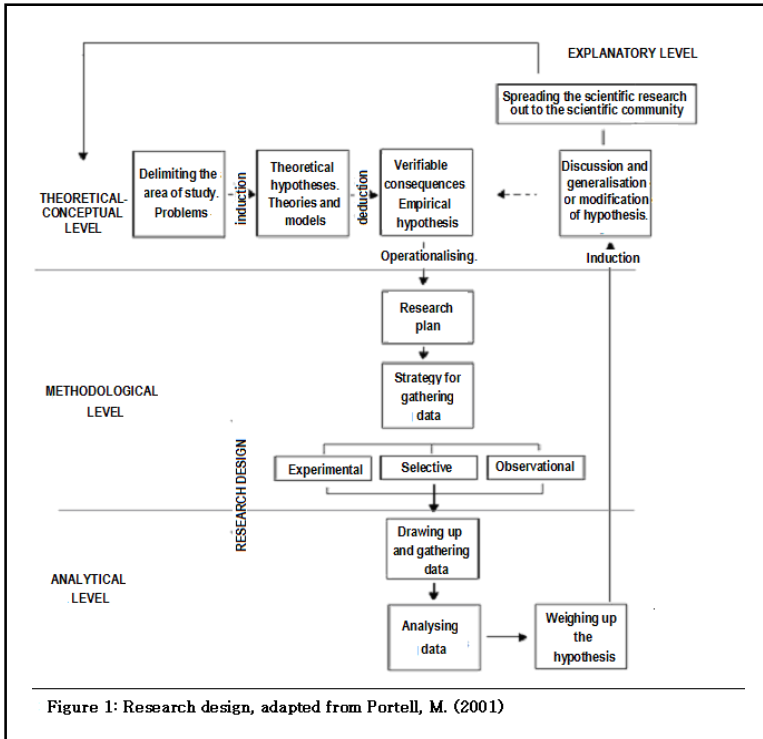 EXPLANATORY LEVEL
Spreading the scientific research
out to the scientific community
THEORETICAL-
CONCEPTUAL
LEVEL
Delimiting the
area of study.
Problems
induction
Theoretical
hypotheses.
Theories and
models
deduction
Verifiable
consequences
Empirical
hypothesis
Discussion and
generalisation
or modification
of hypothesis.
Operationalising.
Induction
METHODOLOGICAL
LEVEL
Research
plan
Strategy for
gathering
data
RESEARCH DESIGN
Experimental
Selective
Observational
ANALYTICAL
LEVEL
Drawing up
and gathering
data
Analysing
data
Weighing up
the
hypothesis
Figure 1: Research design, adapted from Portell, M. (2001)